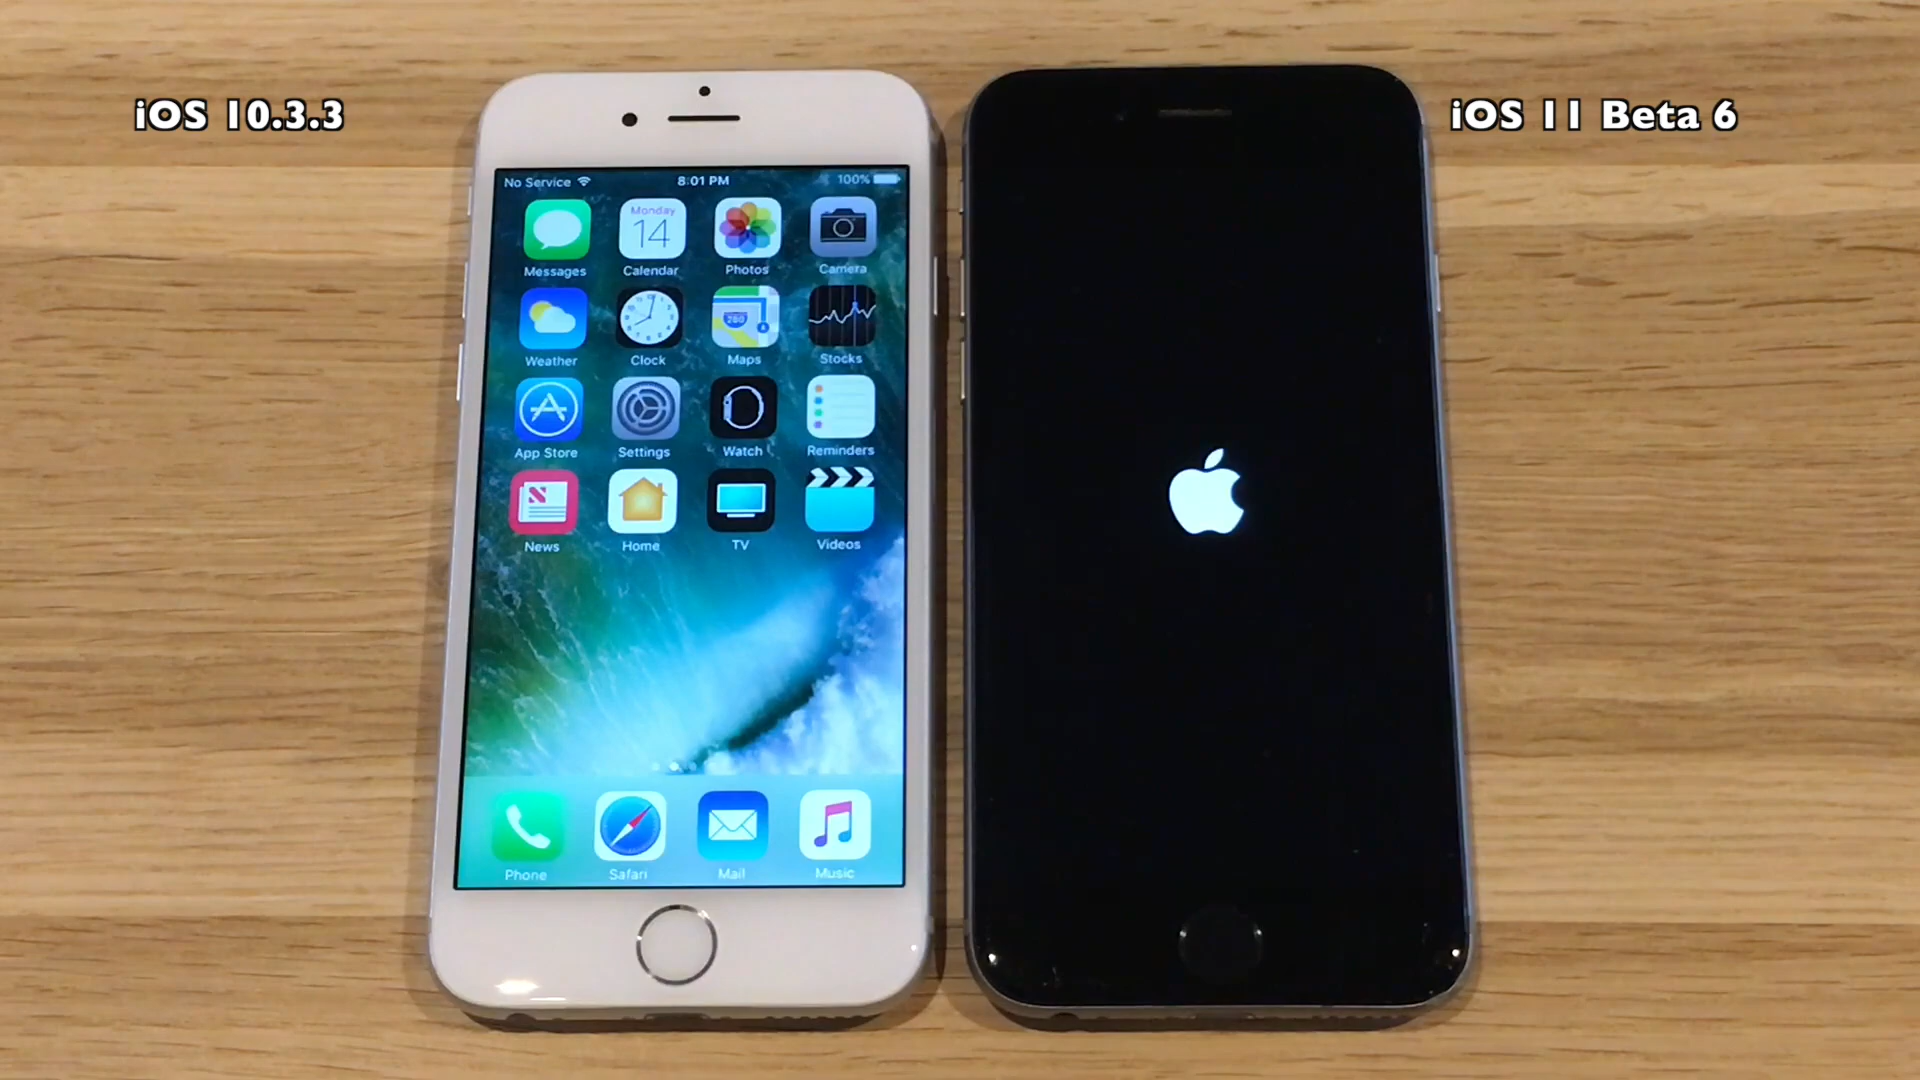 iOS 10.3.3
iOS 11 Beta 6
No Service 8:01 PM 100%
Monday
14
Messages Calendar Photos Camera
280
Weather Clock Maps Stocks
App Store Settings Watch Reminders
News Home TV Videos
Phone Safari Mail Music